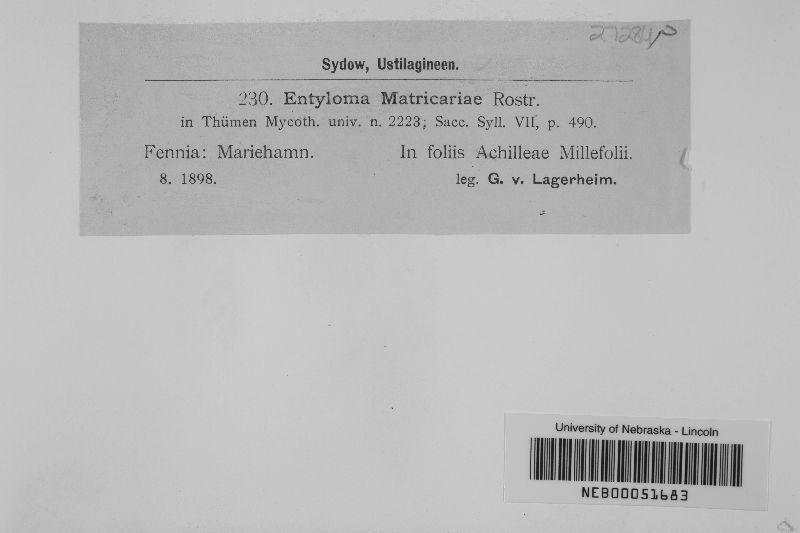 Sydow, Ustilagineen.
230. Entyloma Matricariae Rostr.
in Thümen Mycoth. univ. n. 2223; Sacc. Syll. VII, p. 490.
Fennia: Mariehamn. In foliis Achilleae Millefolii.
8. 1898. leg. G. v. Lagerheim.
University of Nebraska - Lincoln
NEB00051683